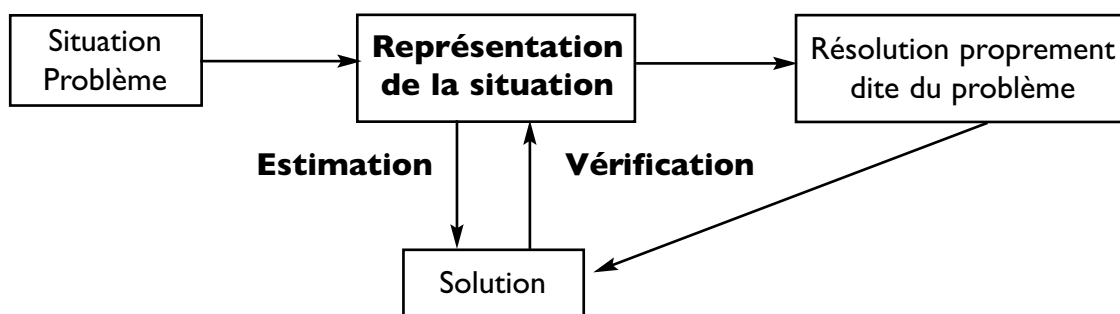 Situation
Problème
Représentation
de la situation
Résolution proprement
dite du problème
Estimation
Vérification
Solution